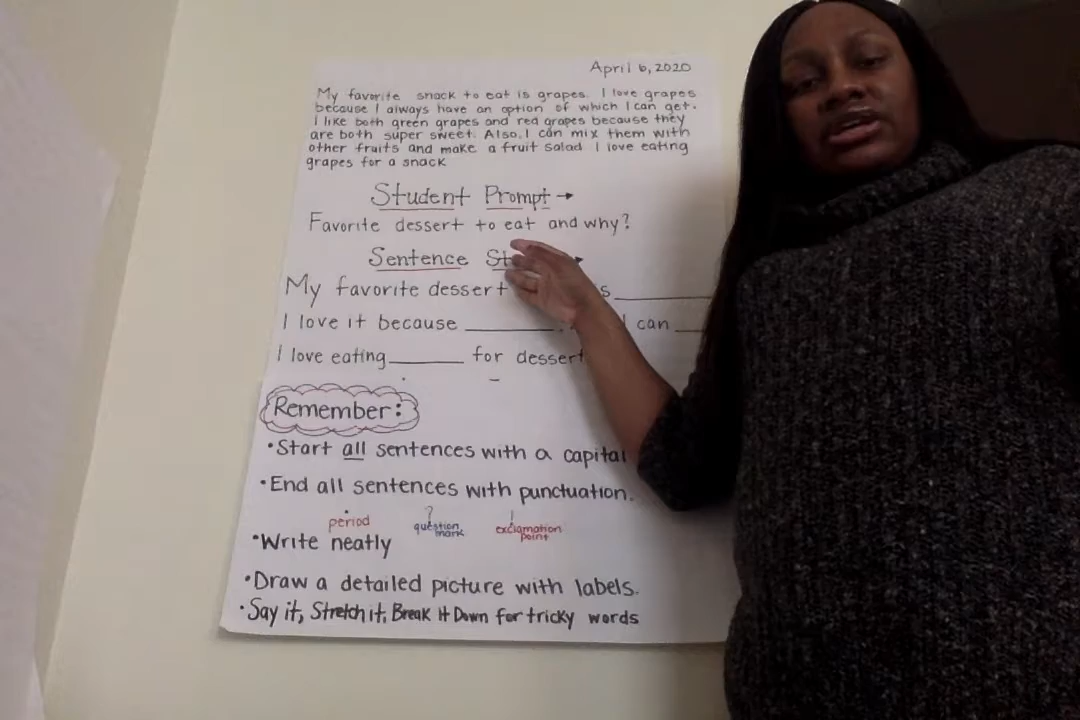 April 6, 2020
My favorite snack to eat is grapes. I love grapes
because I always have an option of which I can get.
I like both green grapes and red grapes because they
are both super sweet. Also, I can mix them with
other fruits and make a fruit salad I love eating
grapes for a snack
Student Prompt →
Favorite dessert to eat and why?
Sentence
My favorite dessert ________
I love it because ________. I can ___
I love eating ________ for dessert
Remember:
•Start all sentences with a capital
•End all sentences with punctuation.
. ? !
period question mark exclamation point
•Write neatly
•Draw a detailed picture with labels.
•Say it, Stretch it, Break It Down for tricky words